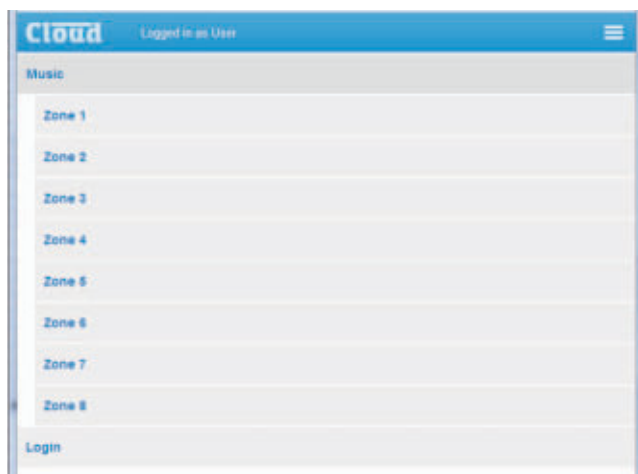 Cloud Logged in as User
Music
Zone 1
Zone 2
Zone 3
Zone 4
Zone 5
Zone 6
Zone 7
Zone 8
Login